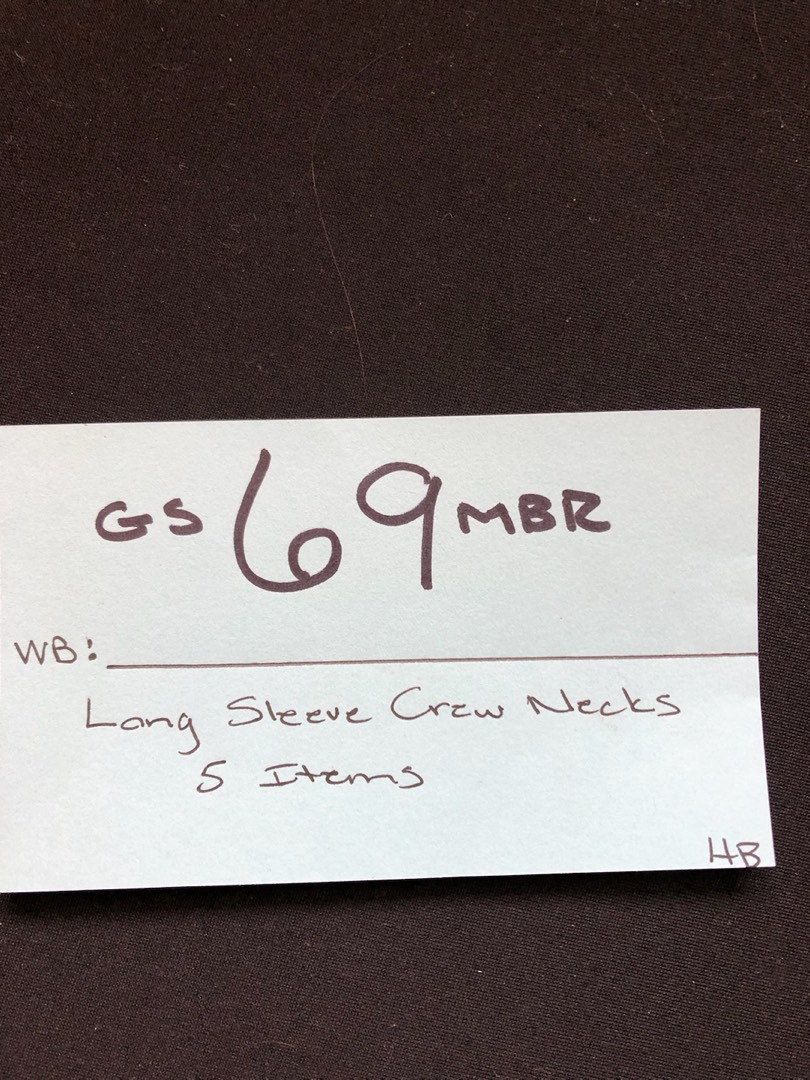 GS 69 MBR
WB:
Long Sleeve Crew Necks
5 Items
HB